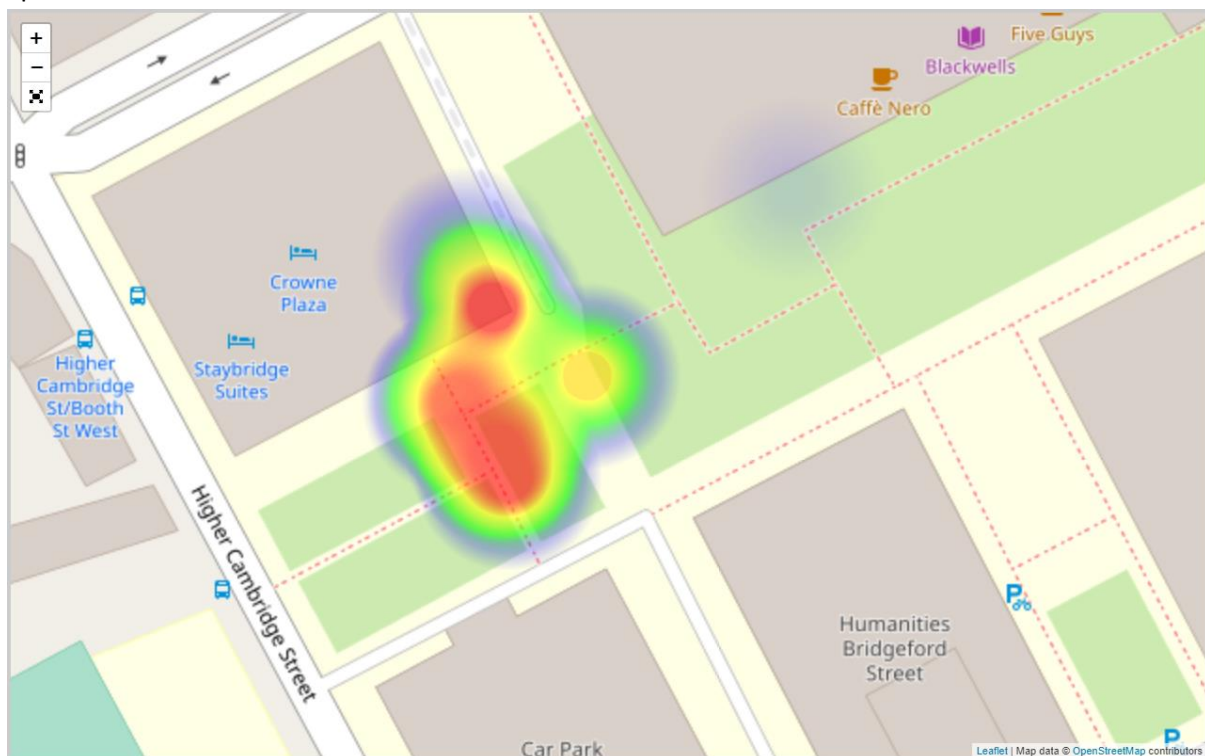 +
−
Five Guys
Blackwells
Caffè Nero
Crowne
Plaza
Staybridge
Suites
Higher
Cambridge
St/Booth
St West
Higher Cambridge Street
Humanities
Bridgeford
Street
P
P
Car Park
Leaflet | Map data © OpenStreetMap contributors